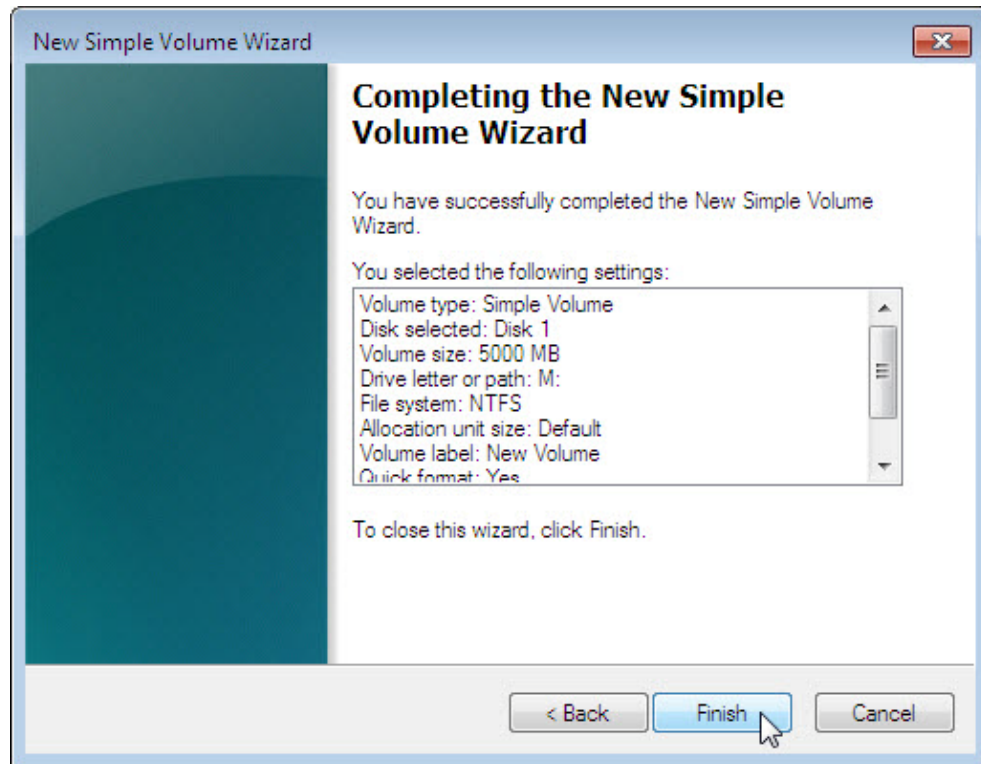 New Simple Volume Wizard
Completing the New Simple
Volume Wizard
You have successfully completed the New Simple Volume
Wizard.
You selected the following settings:
Volume type: Simple Volume
Disk selected: Disk 1
Volume size: 5000 MB
Drive letter or path: M:
File system: NTFS
Allocation unit size: Default
Volume label: New Volume
Quick format: Yes
To close this wizard, click Finish.
< Back Finish Cancel